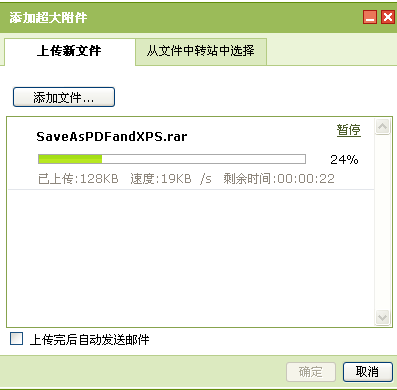 添加超大附件
上传新文件 从文件中转站中选择
添加文件...
SaveAsPDFandXPS.rar 暂停
24%
已上传:128KB 速度:19KB /s 剩余时间:00:00:22
上传完后自动发送邮件
确定 取消